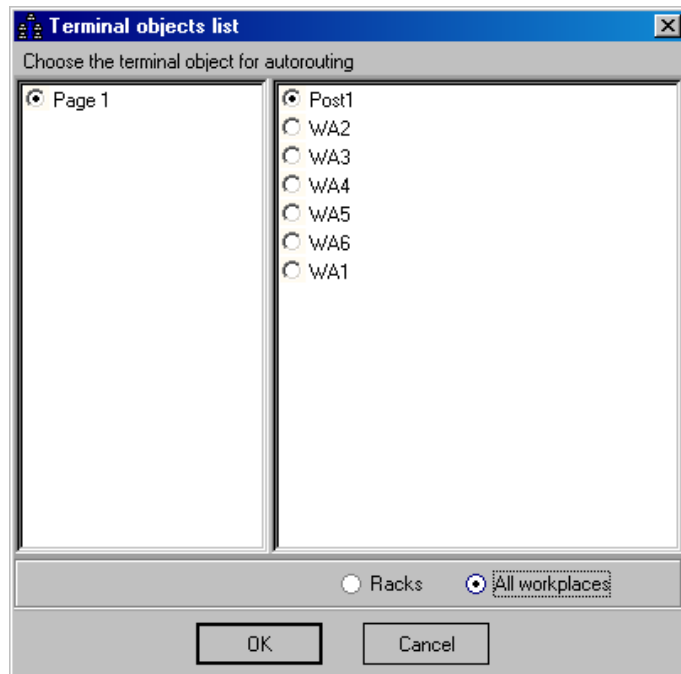 Terminal objects list
Choose the terminal object for autorouting
Page 1
Post1
WA2
WA3
WA4
WA5
WA6
WA1
Racks All workplaces
OK Cancel